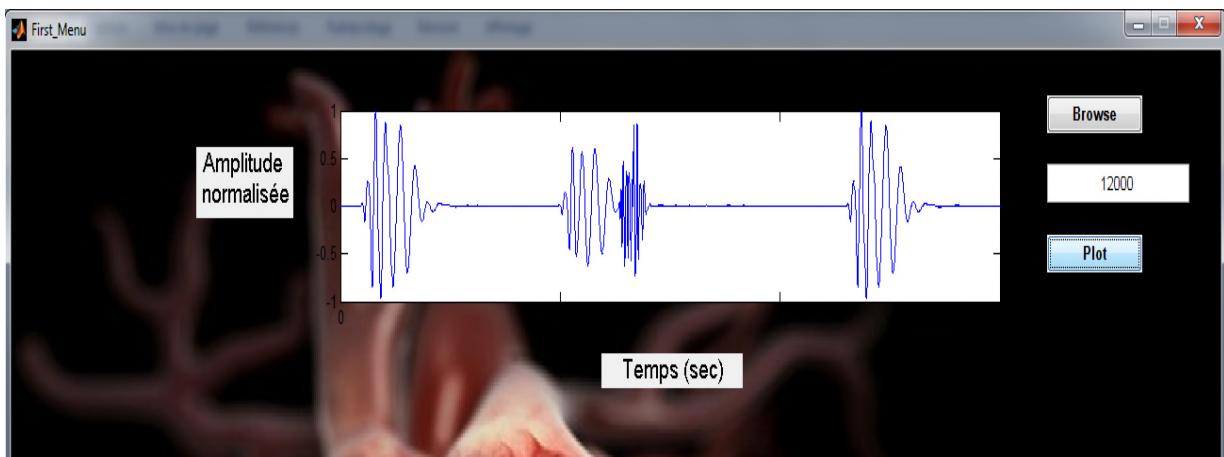 First_Menu
X
1
0.5
0
-0.5
-1
0
Amplitude
normalisée
Temps (sec)
Browse
12000
Plot